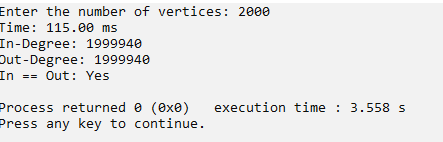 Enter the number of vertices: 2000
Time: 115.00 ms
In-Degree: 1999940
Out-Degree: 1999940
In == Out: Yes
Process returned 0 (0x0)   execution time : 3.558 s
Press any key to continue.